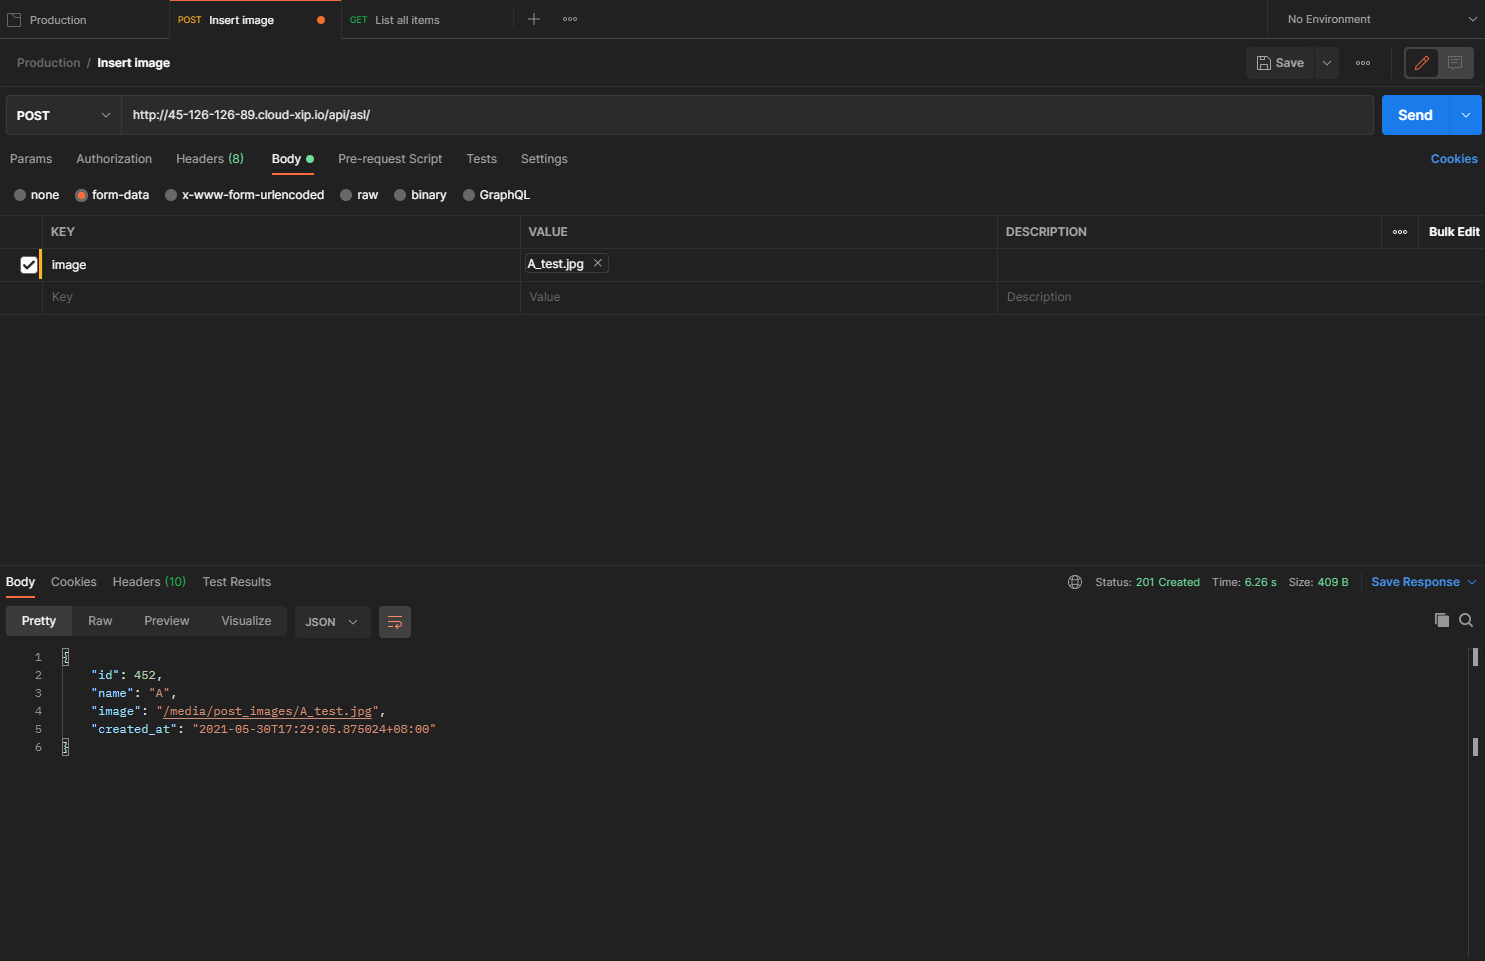 Production POST Insert image GET List all items No Environment
Production / Insert image Save
POST http://45-126-126-89.cloud-xip.io/api/asl/ Send
Params Authorization Headers (8) Body Pre-request Script Tests Settings Cookies
none form-data x-www-form-urlencoded raw binary GraphQL
KEY VALUE DESCRIPTION Bulk Edit
image A_test.jpg
Key Value Description
Body Cookies Headers (10) Test Results Status: 201 Created Time: 6.26 s Size: 409 B Save Response
Pretty Raw Preview Visualize JSON
1 {
2 "id": 452,
3 "name": "A",
4 "image": "/media/post_images/A_test.jpg",
5 "created_at": "2021-05-30T17:29:05.875024+08:00"
6 }